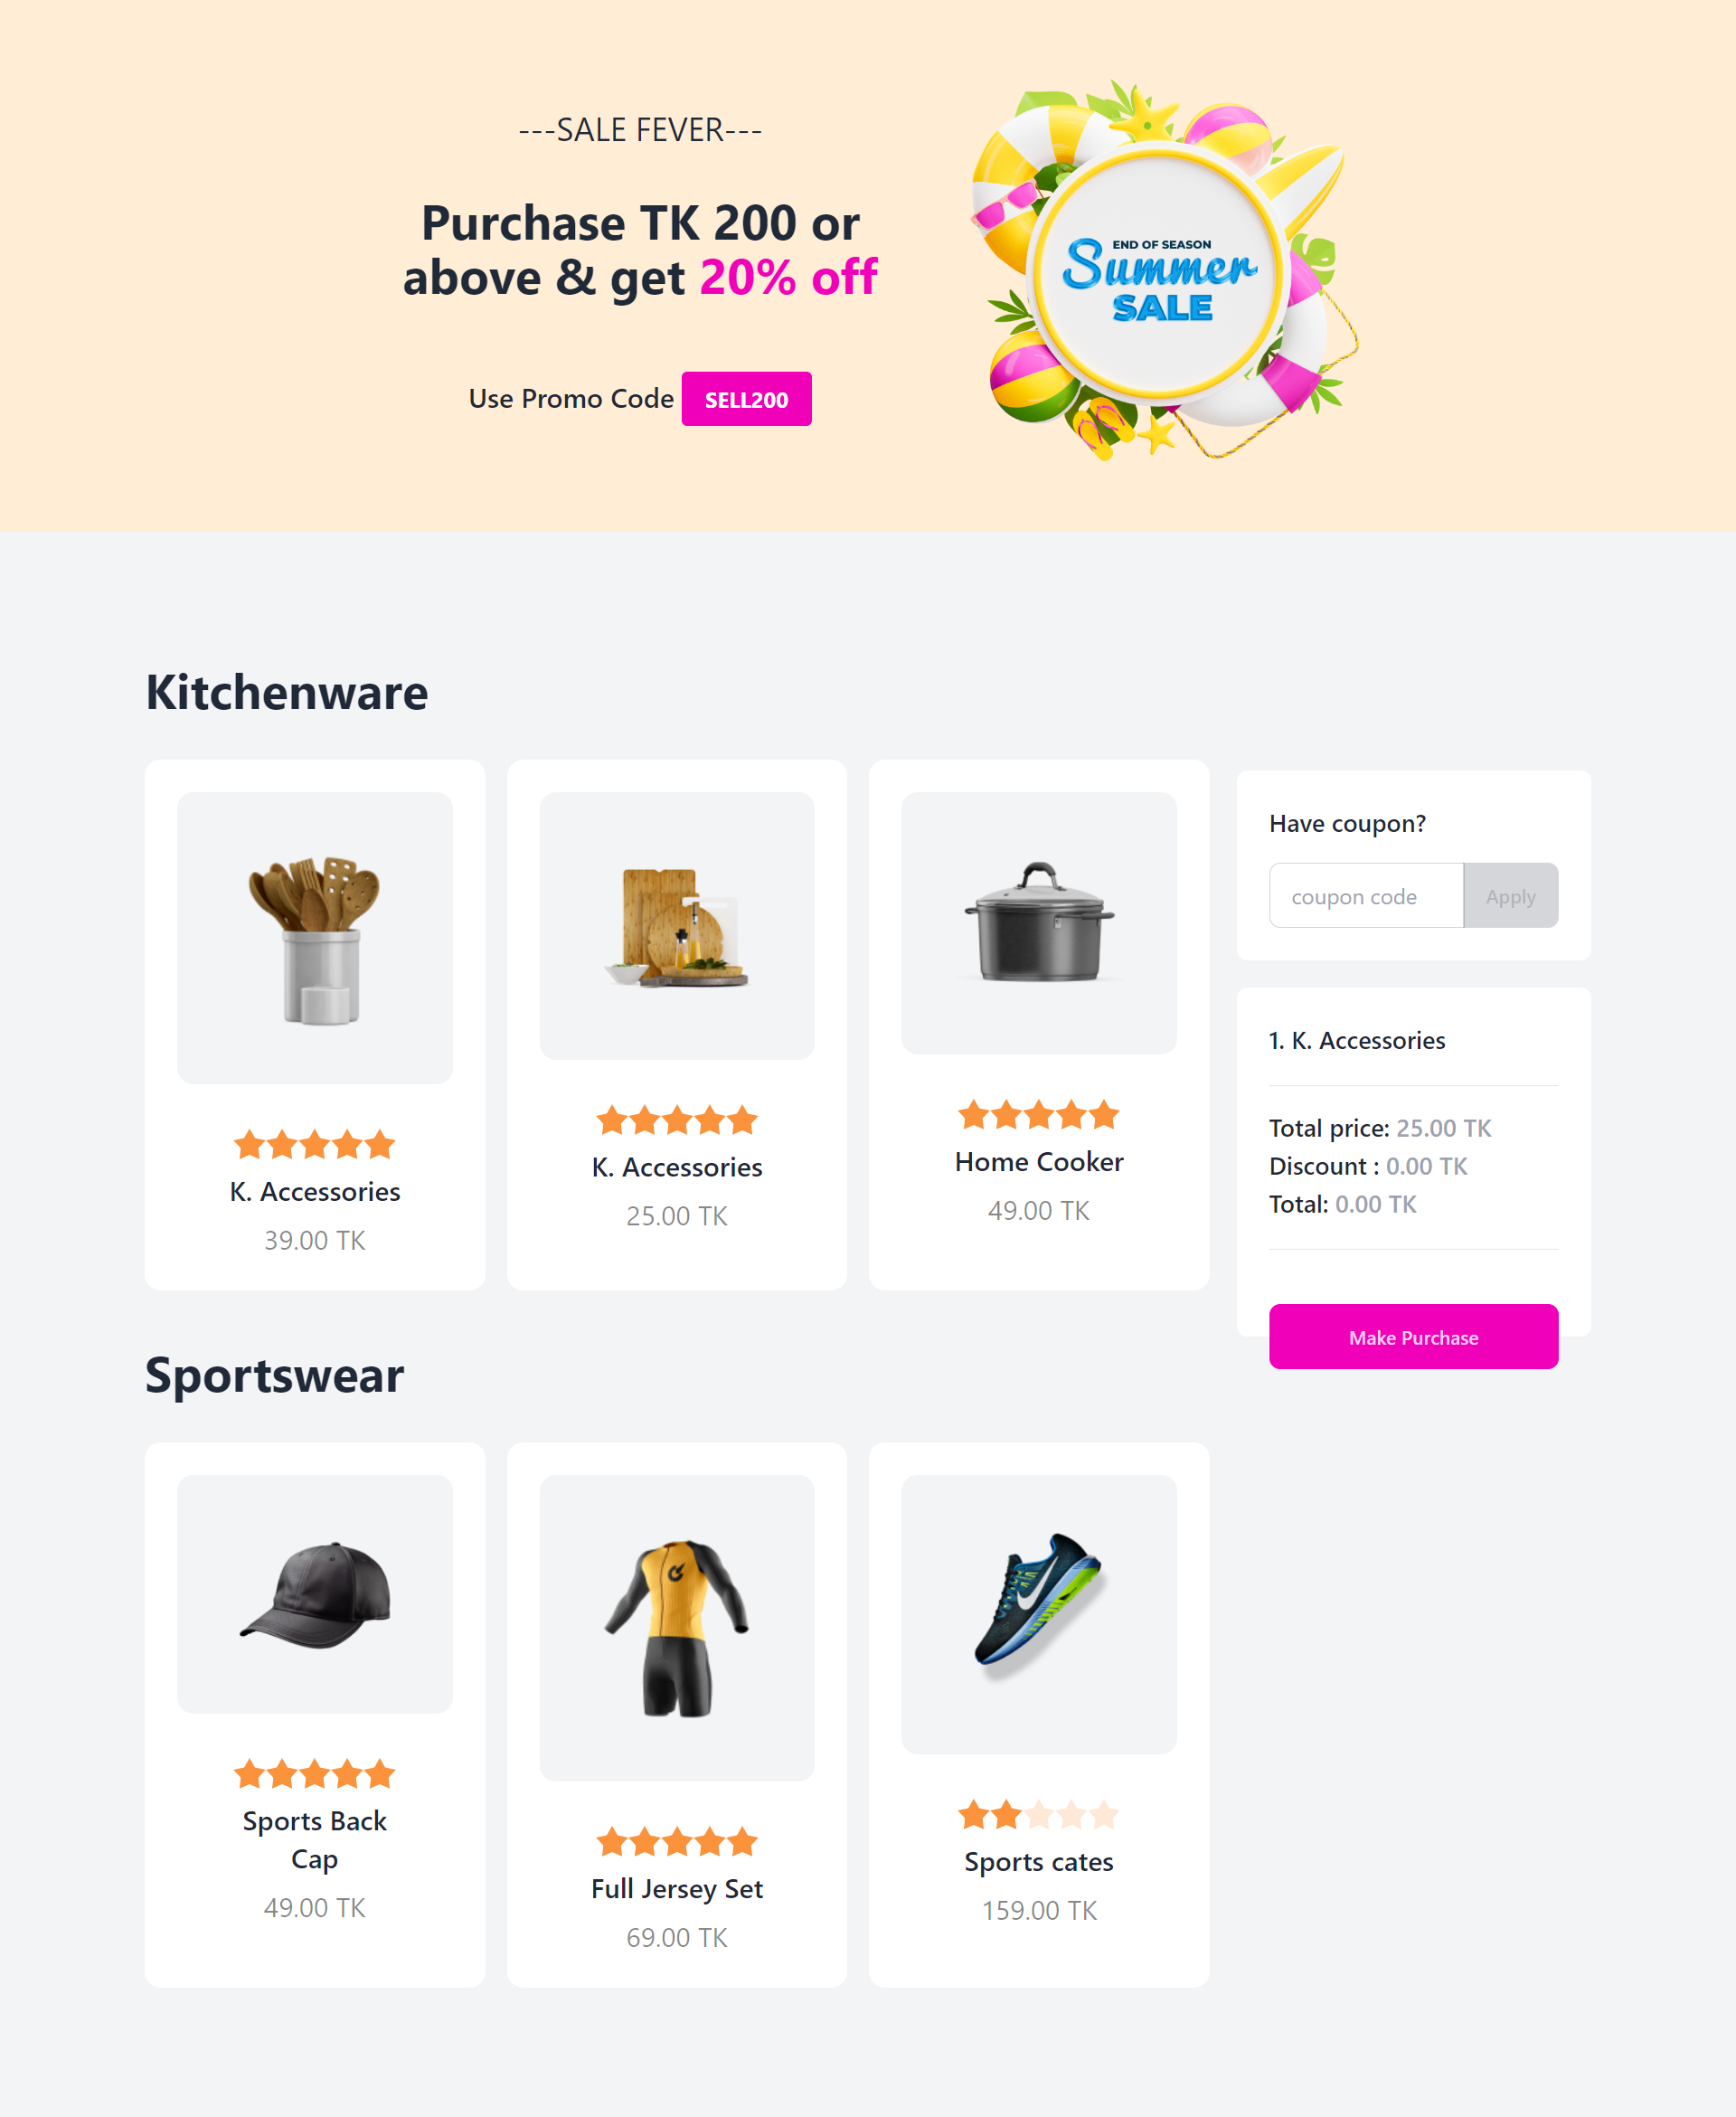 ---SALE FEVER---
Purchase TK 200 or
above & get 20% off
Use Promo Code SELL200
END OF SEASON
Summer
SALE
Kitchenware
K. Accessories
39.00 TK
K. Accessories
25.00 TK
Home Cooker
49.00 TK
Have coupon?
coupon code Apply
1. K. Accessories
Total price: 25.00 TK
Discount : 0.00 TK
Total: 0.00 TK
Make Purchase
Sportswear
Sports Back
Cap
49.00 TK
Full Jersey Set
69.00 TK
Sports cates
159.00 TK